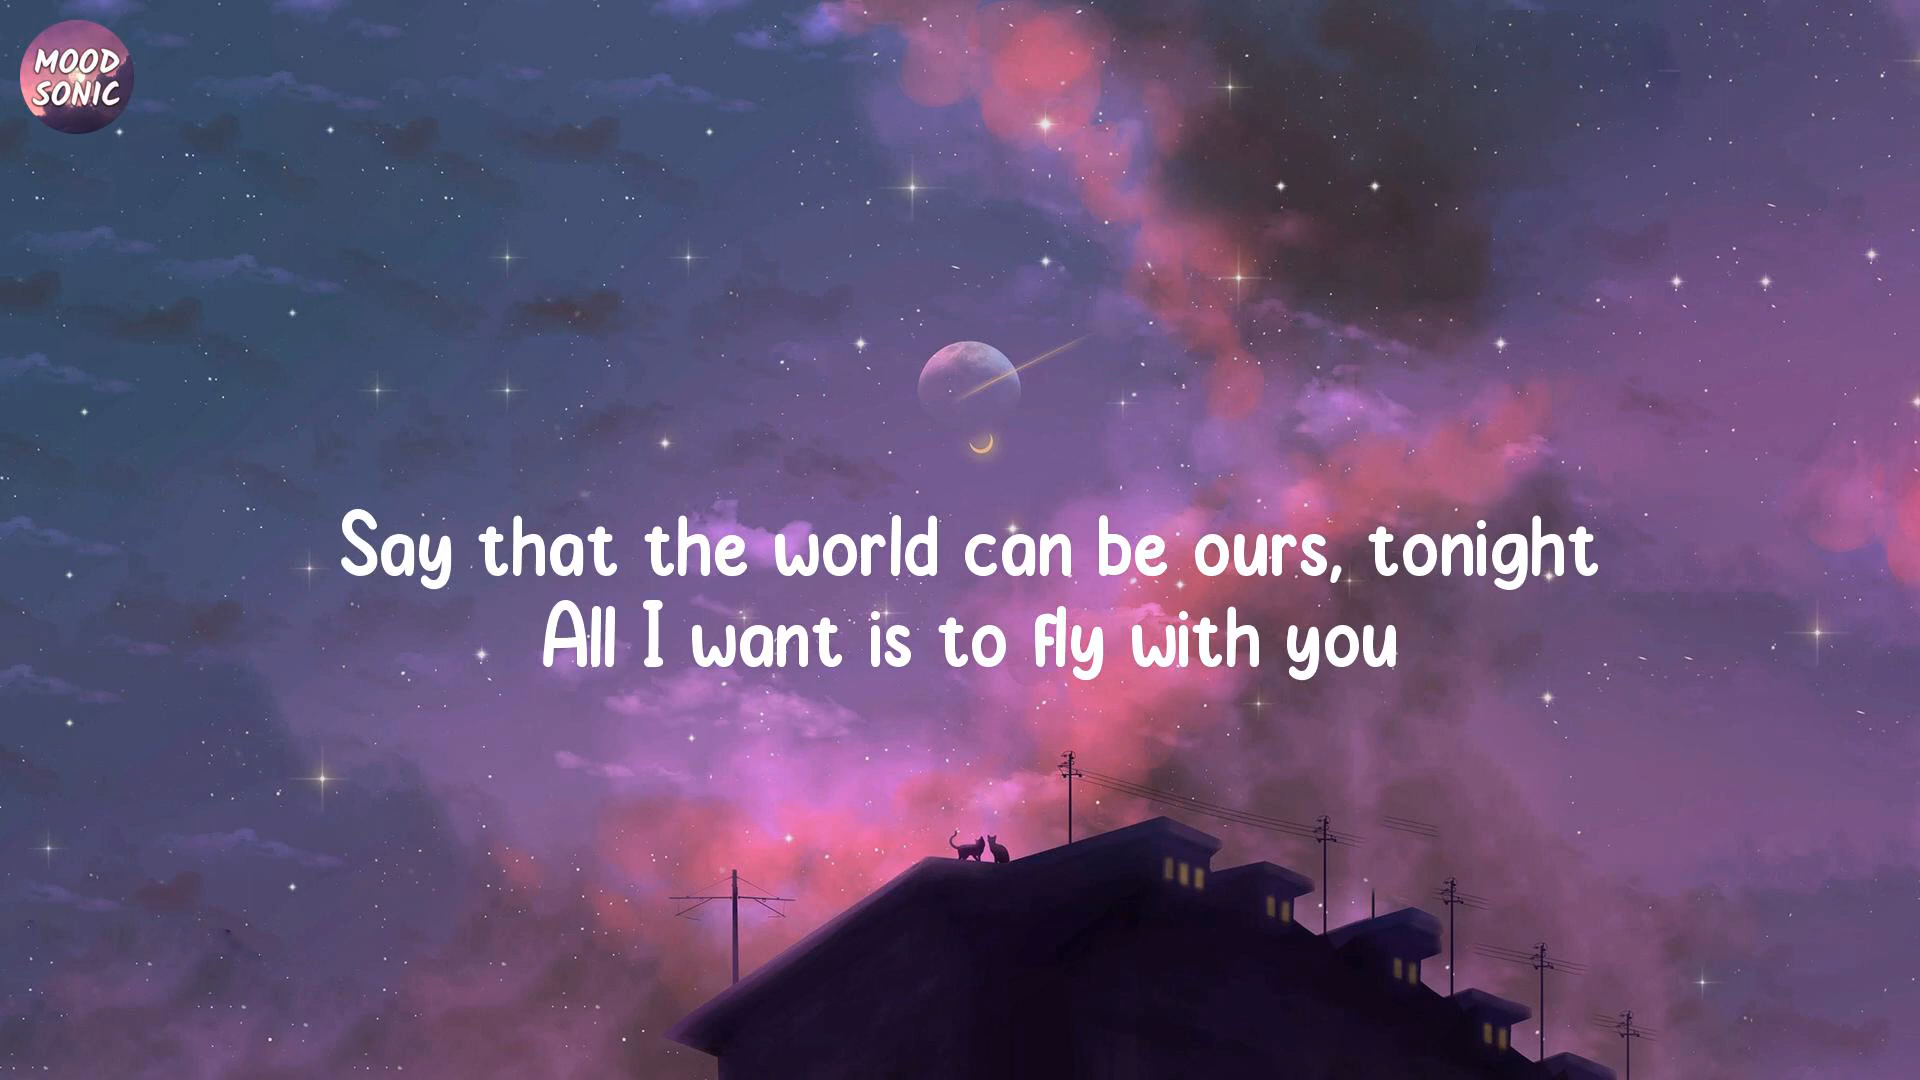 MOOD
SONIC
Say that the world can be ours, tonight
All I want is to fly with you